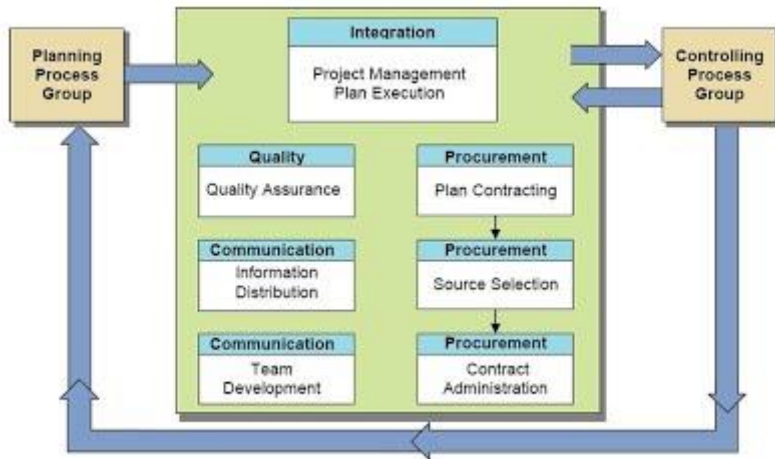 Planning
Process
Group
Integration
Project Management
Plan Execution
Controlling
Process
Group
Quality
Quality Assurance
Procurement
Plan Contracting
Communication
Information
Distribution
Procurement
Source Selection
Communication
Team
Development
Procurement
Contract
Administration